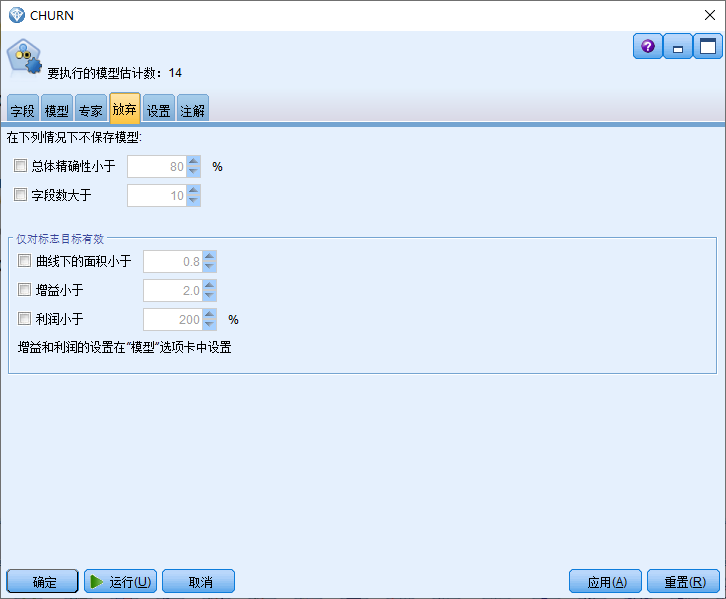 CHURN
要执行的模型估计数：14
字段 模型 专家 放弃 设置 注解
在下列情况下不保存模型:
总体精确性小于 80 %
字段数大于 10
仅对标志目标有效
曲线下的面积小于 0.8
增益小于 2.0
利润小于 200 %
增益和利润的设置在“模型”选项卡中设置
确定 运行(U) 取消 应用(A) 重置(R)